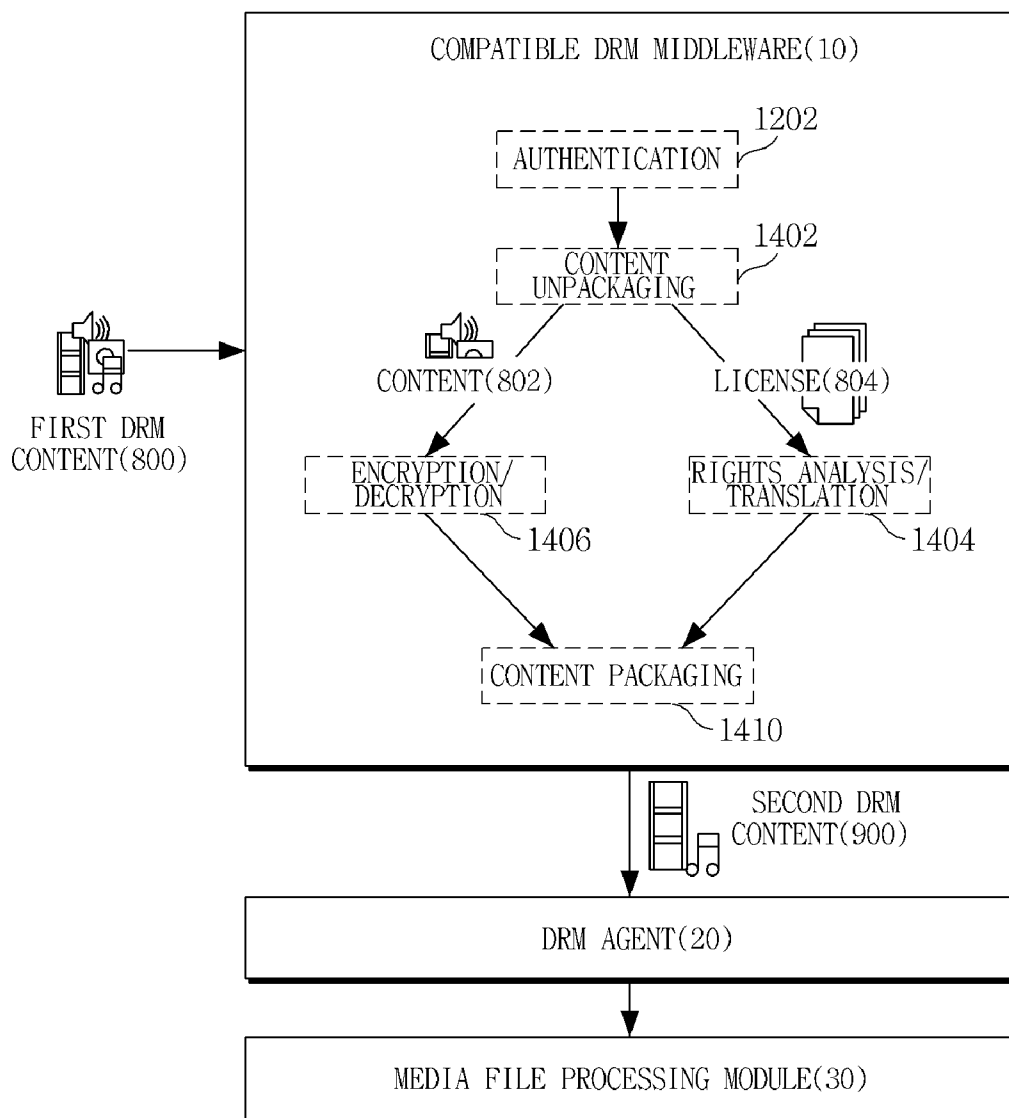 COMPATIBLE DRM MIDDLEWARE(10)
1202
AUTHENTICATION
1402
CONTENT
UNPACKAGING
CONTENT(802)
LICENSE(804)
FIRST DRM
CONTENT(800)
ENCRYPTION/
DECRYPTION
RIGHTS ANALYSIS/
TRANSLATION
1406
1404
CONTENT PACKAGING
1410
SECOND DRM
CONTENT(900)
DRM AGENT(20)
MEDIA FILE PROCESSING MODULE(30)